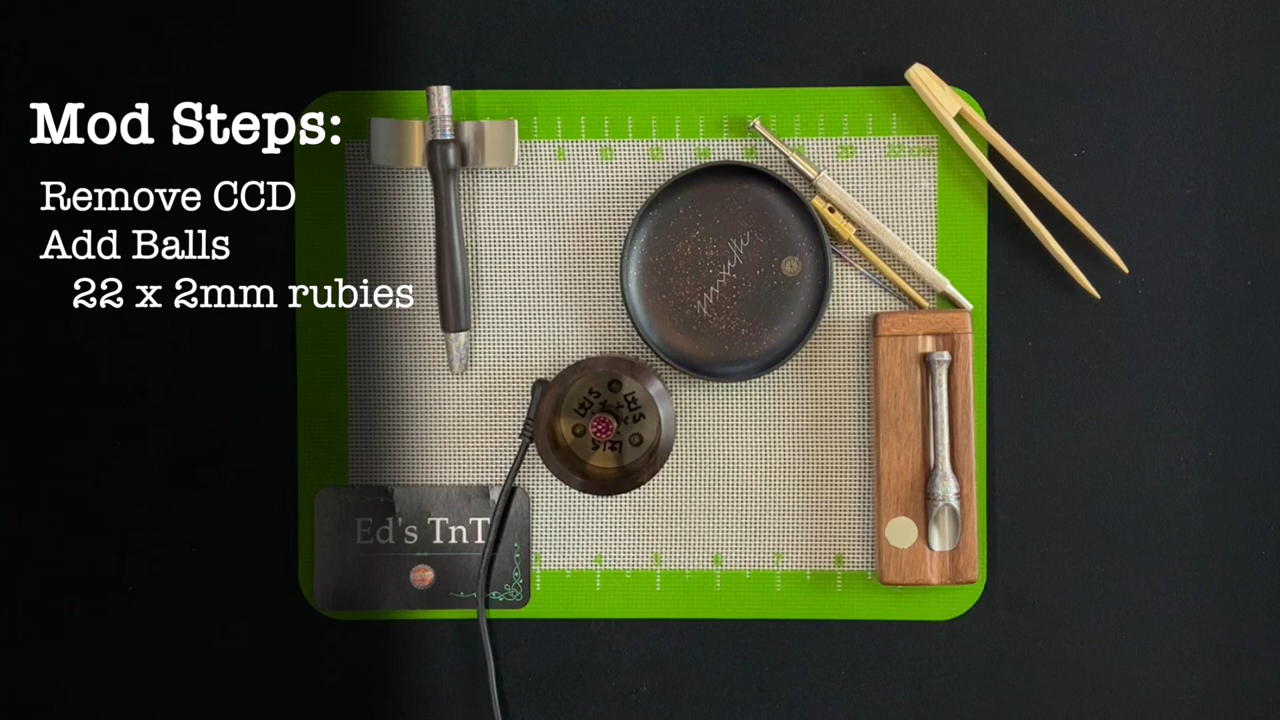 Mod Steps:
Remove CCD
Add Balls
22 x 2mm rubies
Ed's TnT